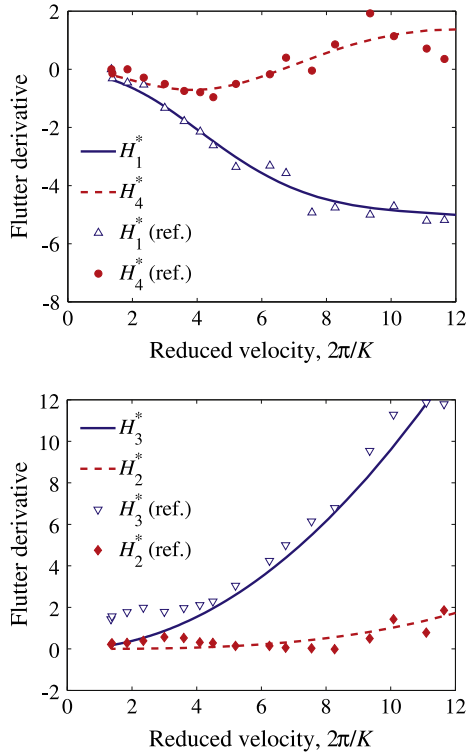 2
0
-2
-4
-6
-8
Flutter derivative
H₁*
H₄*
H₁* (ref.)
H₄* (ref.)
0 2 4 6 8 10 12
Reduced velocity, 2π/K
12
10
8
6
4
2
0
-2
Flutter derivative
H₃*
H₂*
H₃* (ref.)
H₂* (ref.)
0 2 4 6 8 10 12
Reduced velocity, 2π/K